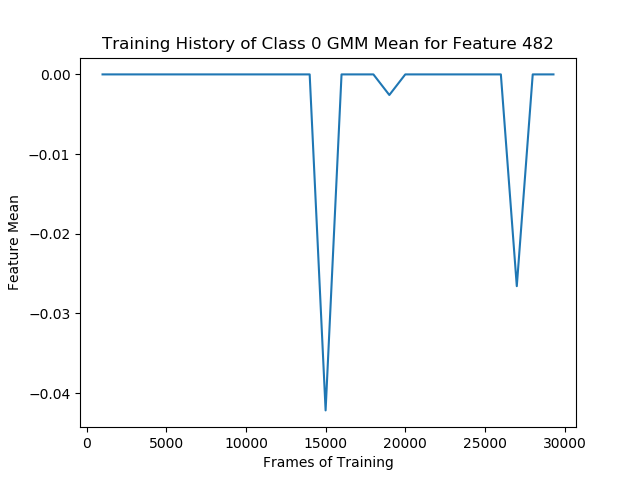 Training History of Class 0 GMM Mean for Feature 482
0.00
−0.01
−0.02
−0.03
−0.04
Feature Mean
0 5000 10000 15000 20000 25000 30000
Frames of Training